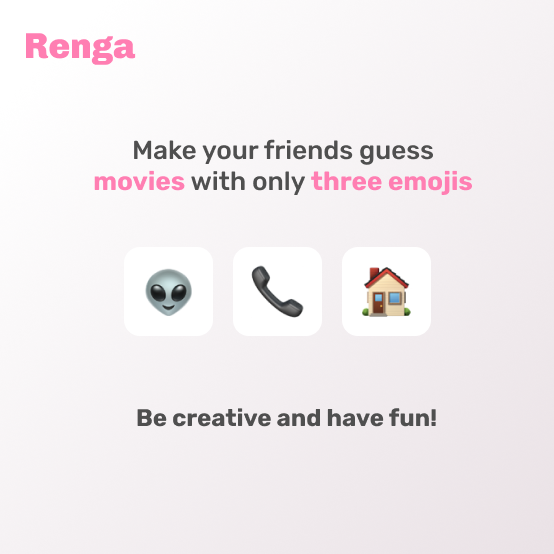 Renga
Make your friends guess
movies with only three emojis
Be creative and have fun!